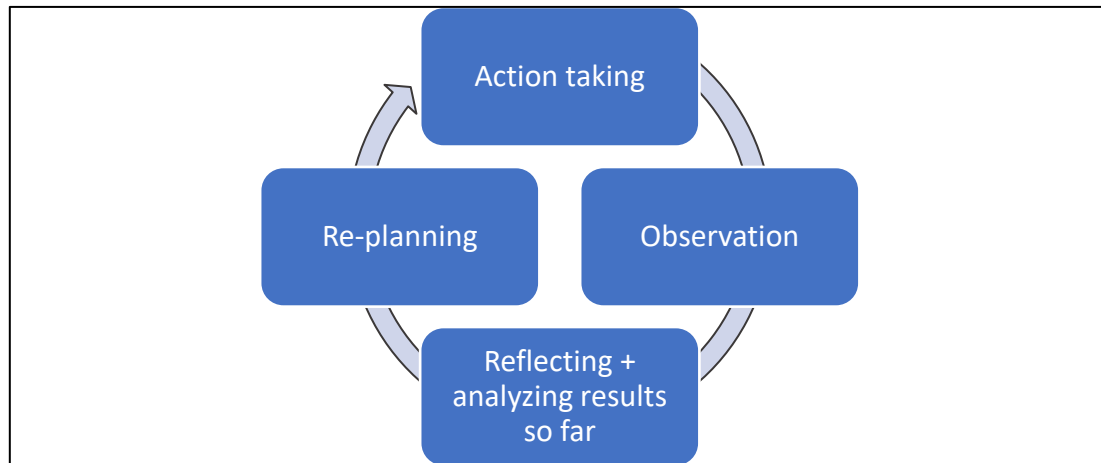 Action taking
Re-planning
Observation
Reflecting +
analyzing results
so far